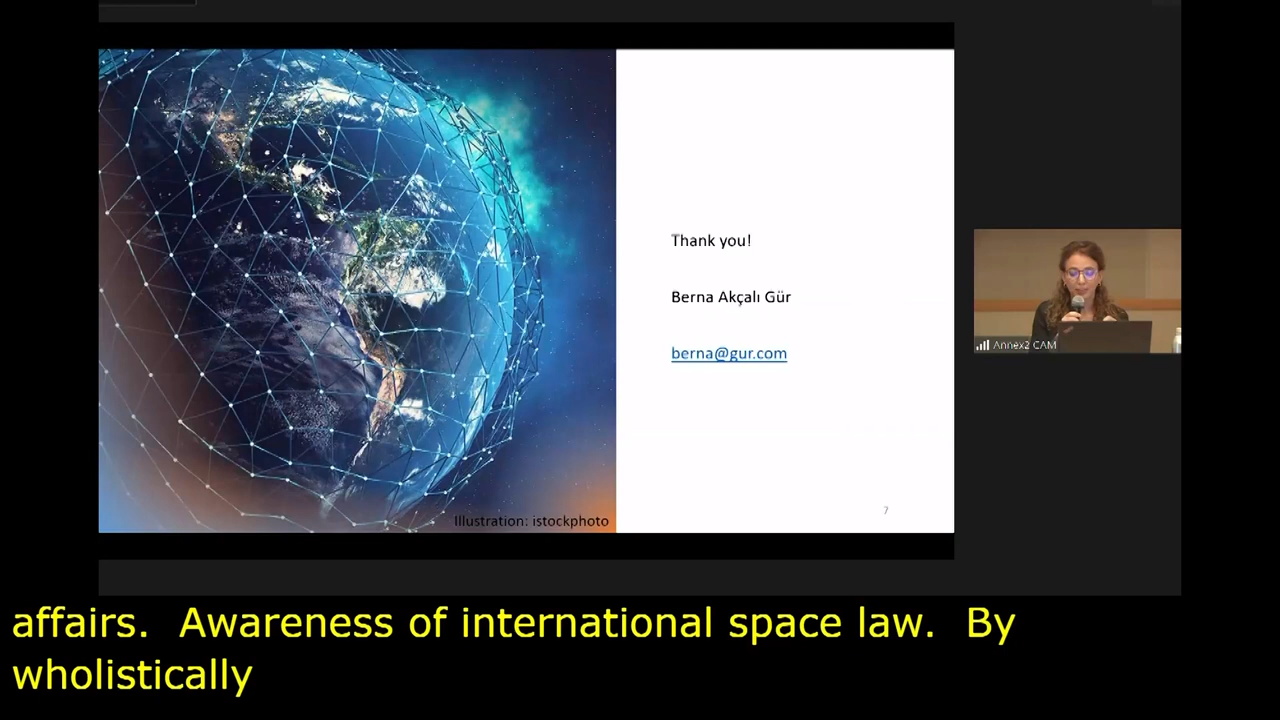 Thank you!
Berna Akçalı Gür
berna@gur.com
7
Illustration: istockphoto
Annex2 CAM
affairs.  Awareness of international space law.  By
wholistically